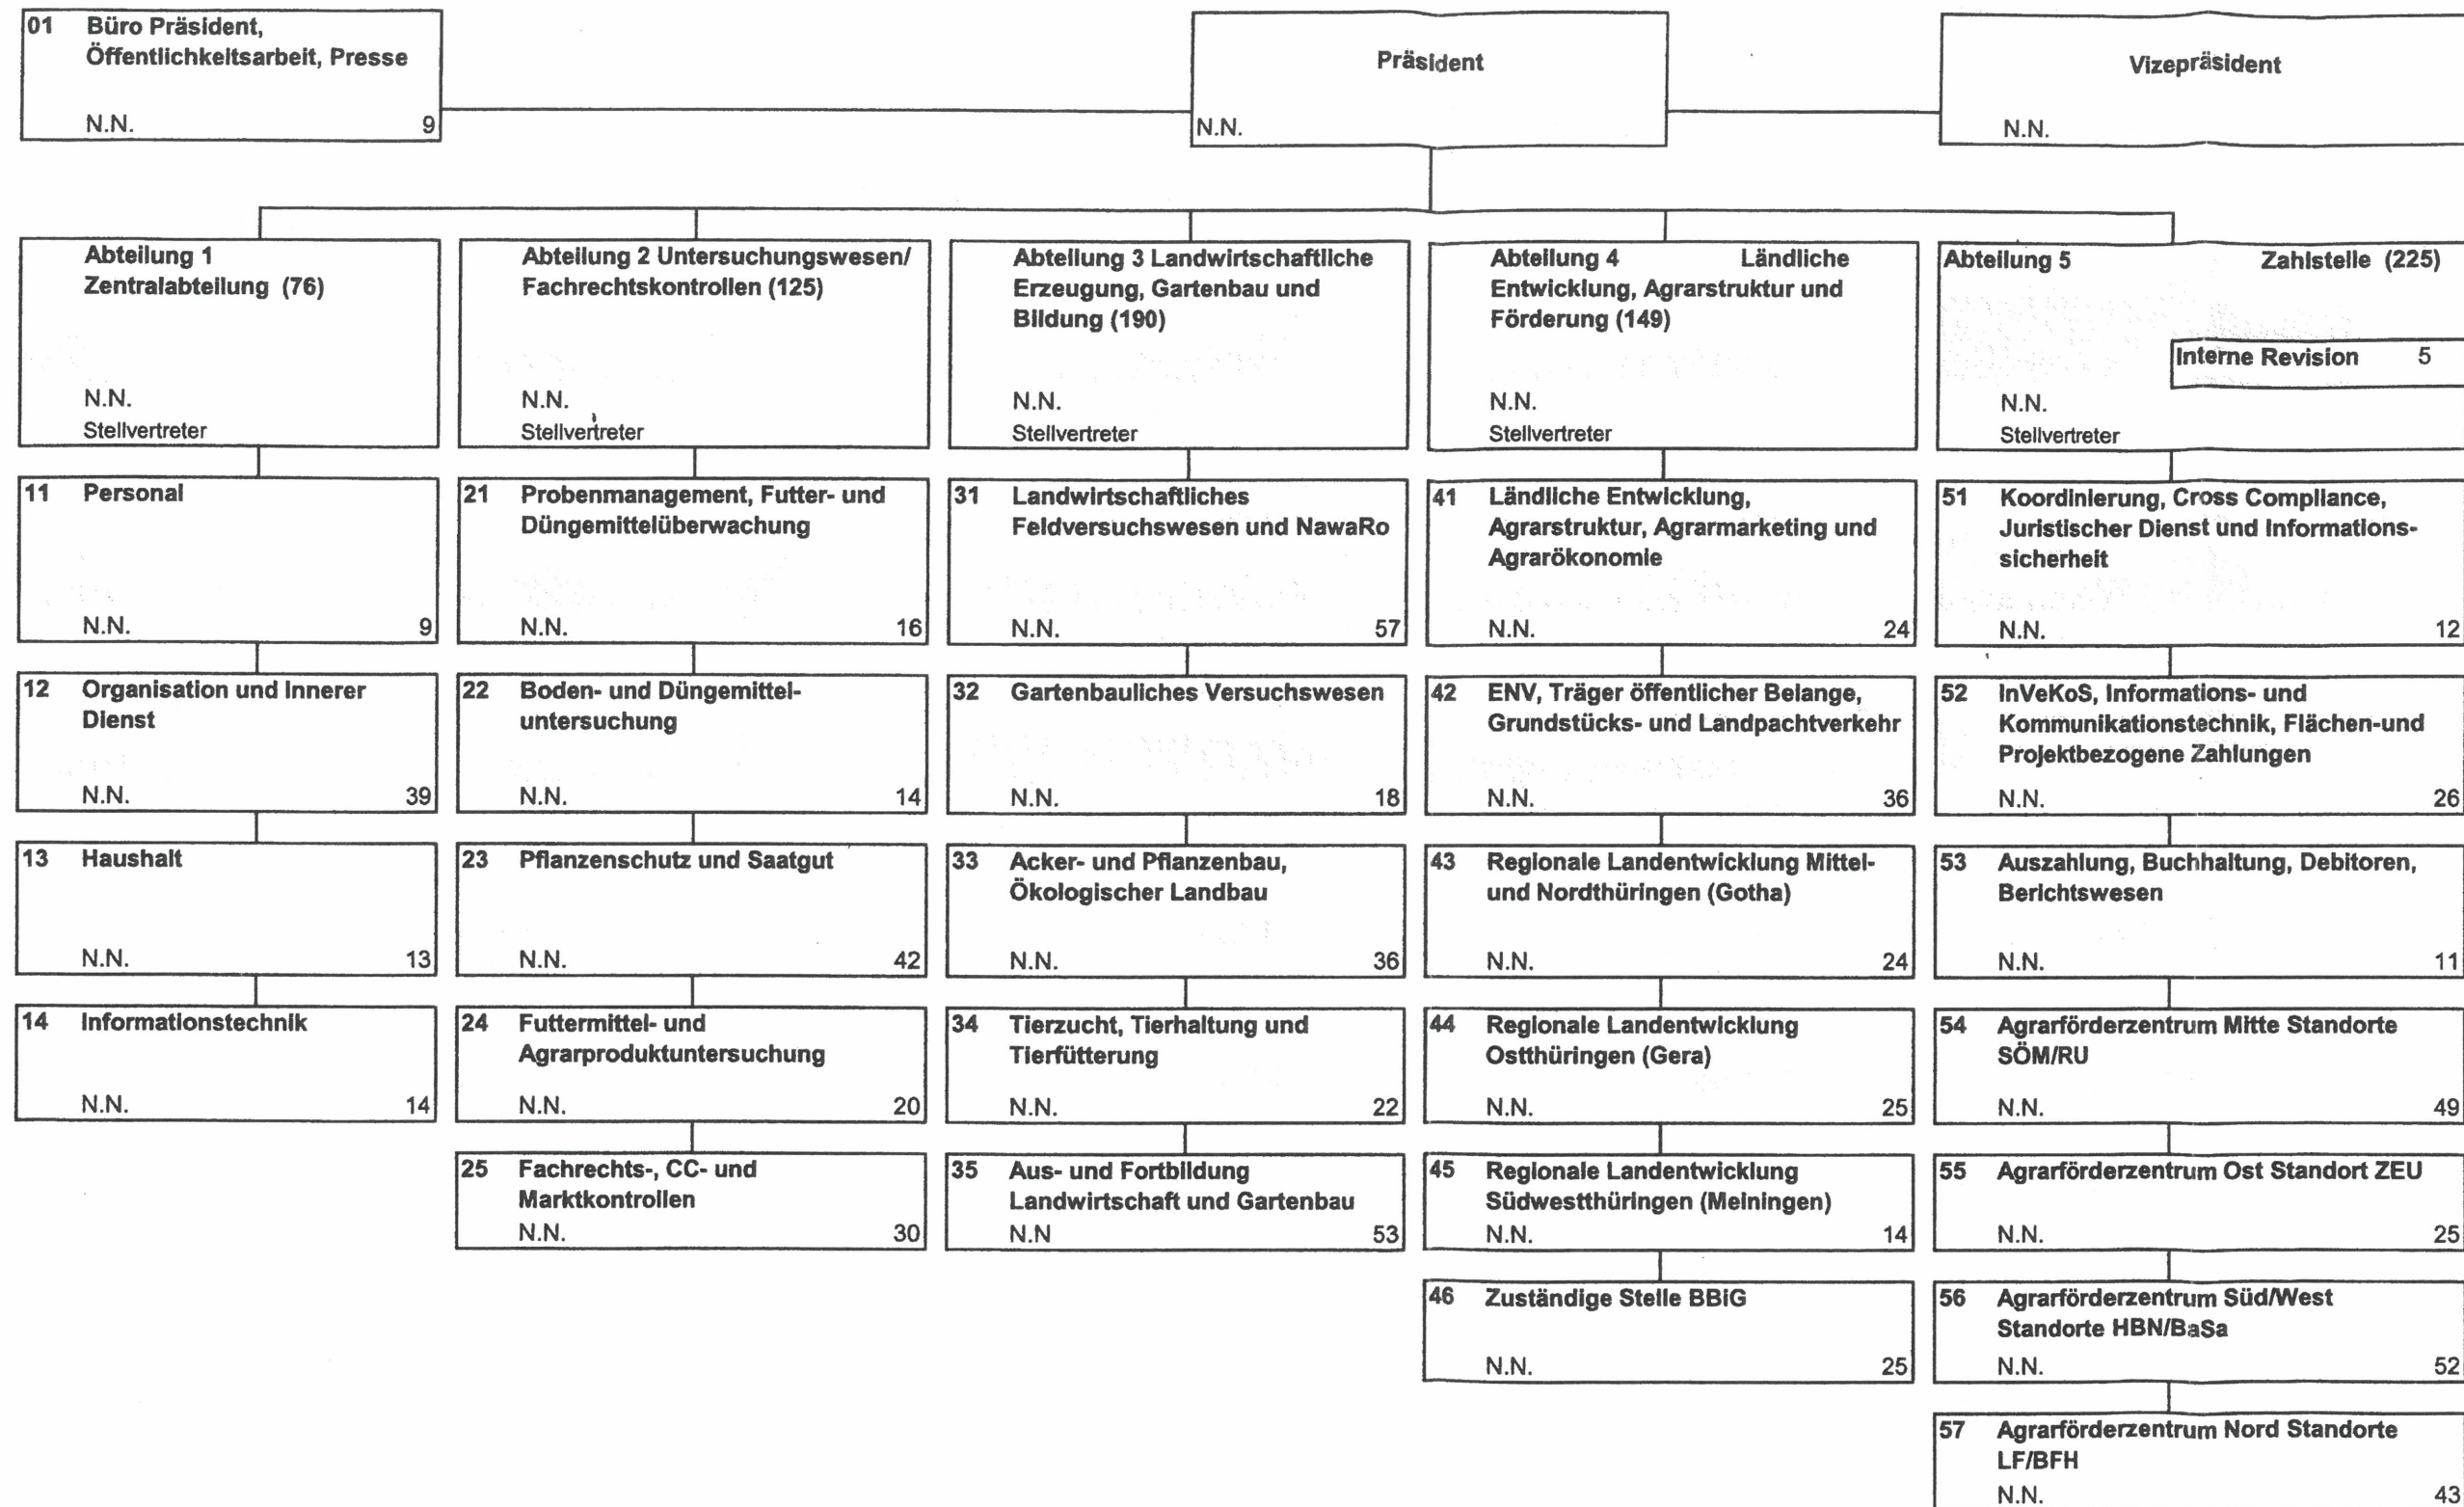 01 Büro Präsident,
Öffentlichkeitsarbeit, Presse
N.N. 9
Präsident
N.N.
Vizepräsident
N.N.
Abteilung 1
Zentralabteilung (76)
N.N.
Stellvertreter
Abteilung 2 Untersuchungswesen/
Fachrechtskontrollen (125)
N.N.
Stellvertreter
Abteilung 3 Landwirtschaftliche
Erzeugung, Gartenbau und
Bildung (190)
N.N.
Stellvertreter
Abteilung 4 Ländliche
Entwicklung, Agrarstruktur und
Förderung (149)
N.N.
Stellvertreter
Abteilung 5 Zahlstelle (225)
Interne Revision 5
N.N.
Stellvertreter
11 Personal
N.N. 9
21 Probenmanagement, Futter- und
Düngemittelüberwachung
N.N. 16
31 Landwirtschaftliches
Feldversuchswesen und NawaRo
N.N. 57
41 Ländliche Entwicklung,
Agrarstruktur, Agrarmarketing und
Agrarökonomie
N.N. 24
51 Koordinierung, Cross Compliance,
Juristischer Dienst und Informations-
sicherheit
N.N. 12
12 Organisation und Innerer
Dienst
N.N. 39
22 Boden- und Düngemittel-
untersuchung
N.N. 14
32 Gartenbauliches Versuchswesen
N.N. 18
42 ENV, Träger öffentlicher Belange,
Grundstücks- und Landpachtverkehr
N.N. 36
52 InVeKoS, Informations- und
Kommunikationstechnik, Flächen-und
Projektbezogene Zahlungen
N.N. 26
13 Haushalt
N.N. 13
23 Pflanzenschutz und Saatgut
N.N. 42
33 Acker- und Pflanzenbau,
Ökologischer Landbau
N.N. 36
43 Regionale Landentwicklung Mittel-
und Nordthüringen (Gotha)
N.N. 24
53 Auszahlung, Buchhaltung, Debitoren,
Berichtswesen
N.N. 11
14 Informationstechnik
N.N. 14
24 Futtermittel- und
Agrarproduktuntersuchung
N.N. 20
34 Tierzucht, Tierhaltung und
Tierfütterung
N.N. 22
44 Regionale Landentwicklung
Ostthüringen (Gera)
N.N. 25
54 Agrarförderzentrum Mitte Standorte
SÖM/RU
N.N. 49
25 Fachrechts-, CC- und
Marktkontrollen
N.N. 30
35 Aus- und Fortbildung
Landwirtschaft und Gartenbau
N.N 53
45 Regionale Landentwicklung
Südwestthüringen (Meiningen)
N.N. 14
55 Agrarförderzentrum Ost Standort ZEU
N.N. 25
46 Zuständige Stelle BBiG
N.N. 25
56 Agrarförderzentrum Süd/West
Standorte HBN/BaSa
N.N. 52
57 Agrarförderzentrum Nord Standorte
LF/BFH
N.N. 43